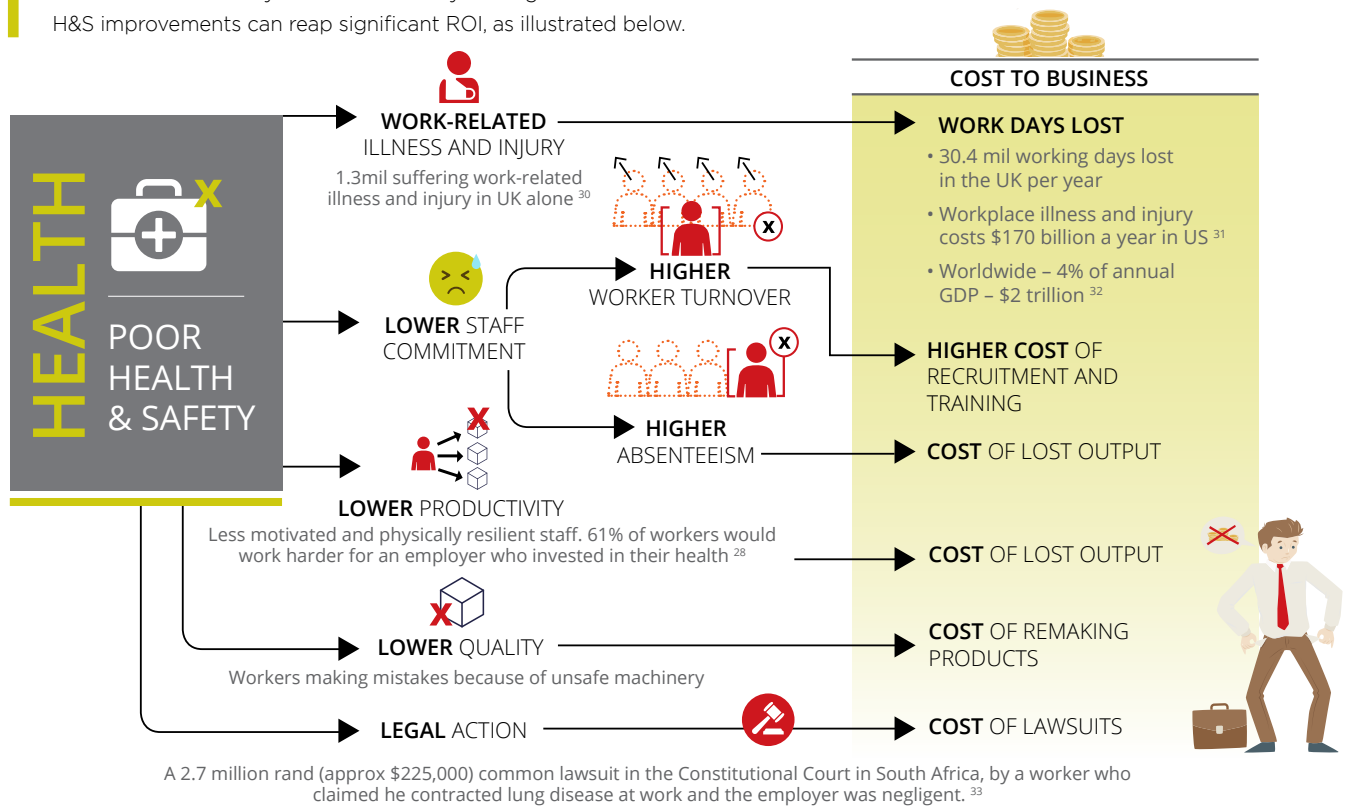 H&S improvements can reap significant ROI, as illustrated below.
HEALTH
X
POOR
HEALTH
& SAFETY
WORK-RELATED
ILLNESS AND INJURY
1.3mil suffering work-related
illness and injury in UK alone 30
LOWER STAFF
COMMITMENT
X
HIGHER
WORKER TURNOVER
X
HIGHER
ABSENTEEISM
X
LOWER PRODUCTIVITY
Less motivated and physically resilient staff. 61% of workers would
work harder for an employer who invested in their health 28
X
LOWER QUALITY
Workers making mistakes because of unsafe machinery
LEGAL ACTION
A 2.7 million rand (approx $225,000) common lawsuit in the Constitutional Court in South Africa, by a worker who
claimed he contracted lung disease at work and the employer was negligent. 33
COST TO BUSINESS
WORK DAYS LOST
• 30.4 mil working days lost
in the UK per year
• Workplace illness and injury
costs $170 billion a year in US 31
• Worldwide – 4% of annual
GDP – $2 trillion 32
HIGHER COST OF
RECRUITMENT AND
TRAINING
COST OF LOST OUTPUT
COST OF LOST OUTPUT
COST OF REMAKING
PRODUCTS
COST OF LAWSUITS